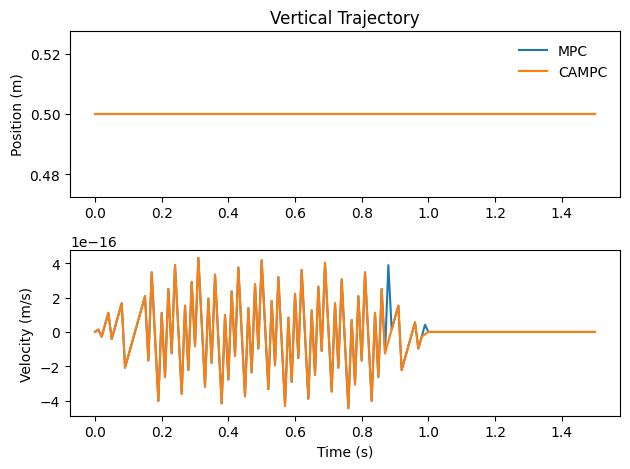 Vertical Trajectory
Position (m)
0.52
0.50
0.48
MPC
CAMPC
0.0 0.2 0.4 0.6 0.8 1.0 1.2 1.4
1e−16
Velocity (m/s)
4
2
0
−2
−4
0.0 0.2 0.4 0.6 0.8 1.0 1.2 1.4
Time (s)